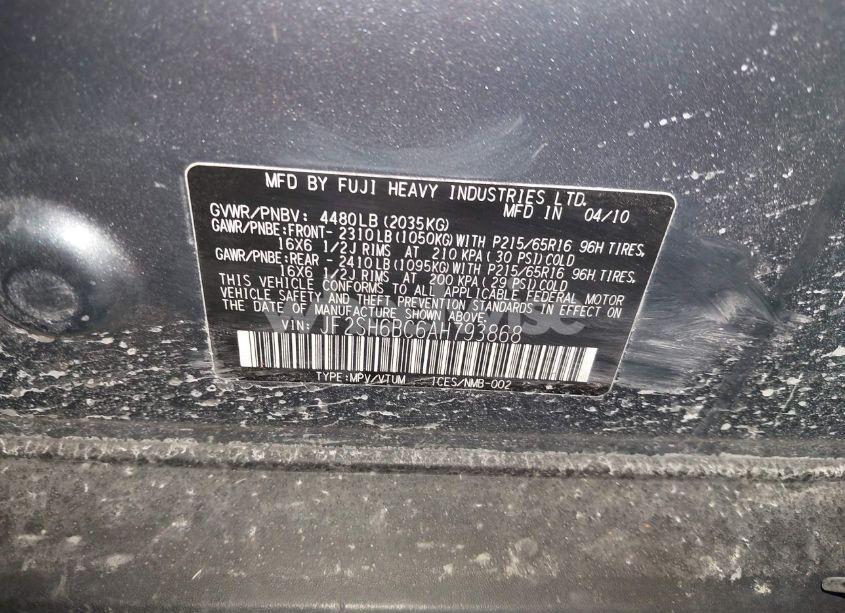 MFD BY FUJI HEAVY INDUSTRIES LTD.
MFD IN 04/10
GVWR/PNBV: 4480LB(2035KG)
GAWR/PNBE:FRONT- 2310LB(1050KG)WITH P215/65R16 96H TIRES,
16X6 1/2J RIMS AT 210 KPA(30 PSI)COLD
GAWR/PNBE:REAR - 2410LB(1095KG)WITH P215/65R16 96H TIRES,
16X6 1/2J RIMS AT 200 KPA(29 PSI)COLD
THIS VEHICLE CONFORMS TO ALL APPLICABLE FEDERAL MOTOR
VEHICLE SAFETY AND THEFT PREVENTION STANDARDS IN EFFECT ON
THE DATE OF MANUFACTURE SHOWN ABOVE.
VIN: JF2SH6BC6AH793868
TYPE:MPV/VTUM ICES/NMB-002